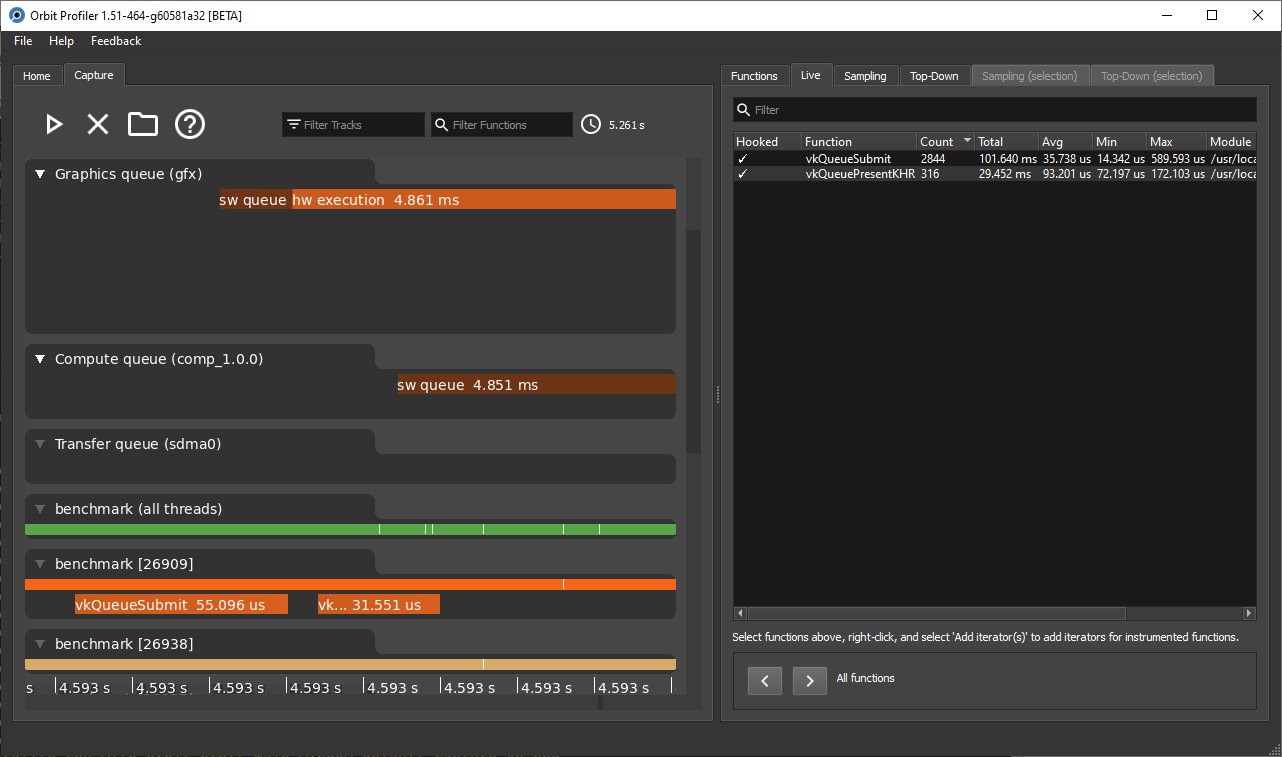 Orbit Profiler 1.51-464-g60581a32 [BETA]
File Help Feedback
Home Capture
Filter Tracks Filter Functions 5.261 s
Graphics queue (gfx)
sw queue hw execution 4.861 ms
Compute queue (comp_1.0.0)
sw queue 4.851 ms
Transfer queue (sdma0)
benchmark (all threads)
benchmark [26909]
vkQueueSubmit 55.096 us vk... 31.551 us
benchmark [26938]
s 4.593 s 4.593 s 4.593 s 4.593 s 4.593 s 4.593 s 4.593 s 4.593 s
Functions Live Sampling Top-Down Sampling (selection) Top-Down (selection)
Filter
Hooked Function Count Total Avg Min Max Module
✓ vkQueueSubmit 2844 101.640 ms 35.738 us 14.342 us 589.593 us /usr/loca
✓ vkQueuePresentKHR 316 29.452 ms 93.201 us 72.197 us 172.103 us /usr/loca
Select functions above, right-click, and select 'Add iterator(s)' to add iterators for instrumented functions.
All functions